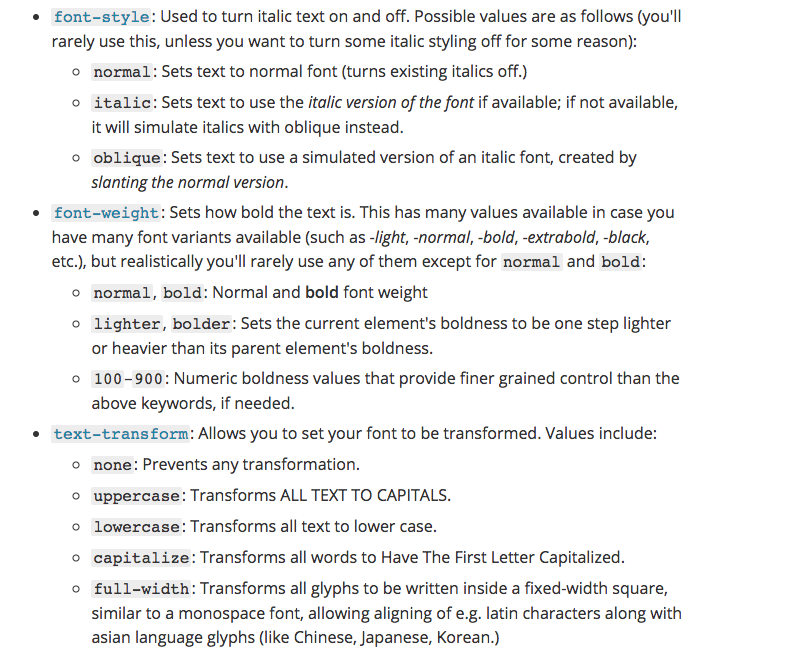 font-style: Used to turn italic text on and off. Possible values are as follows (you'll
rarely use this, unless you want to turn some italic styling off for some reason):
normal: Sets text to normal font (turns existing italics off.)
italic: Sets text to use the italic version of the font if available; if not available,
it will simulate italics with oblique instead.
oblique: Sets text to use a simulated version of an italic font, created by
slanting the normal version.
font-weight: Sets how bold the text is. This has many values available in case you
have many font variants available (such as -light, -normal, -bold, -extrabold, -black,
etc.), but realistically you'll rarely use any of them except for normal and bold:
normal, bold: Normal and bold font weight
lighter, bolder: Sets the current element's boldness to be one step lighter
or heavier than its parent element's boldness.
100–900: Numeric boldness values that provide finer grained control than the
above keywords, if needed.
text-transform: Allows you to set your font to be transformed. Values include:
none: Prevents any transformation.
uppercase: Transforms ALL TEXT TO CAPITALS.
lowercase: Transforms all text to lower case.
capitalize: Transforms all words to Have The First Letter Capitalized.
full-width: Transforms all glyphs to be written inside a fixed-width square,
similar to a monospace font, allowing aligning of e.g. latin characters along with
asian language glyphs (like Chinese, Japanese, Korean.)